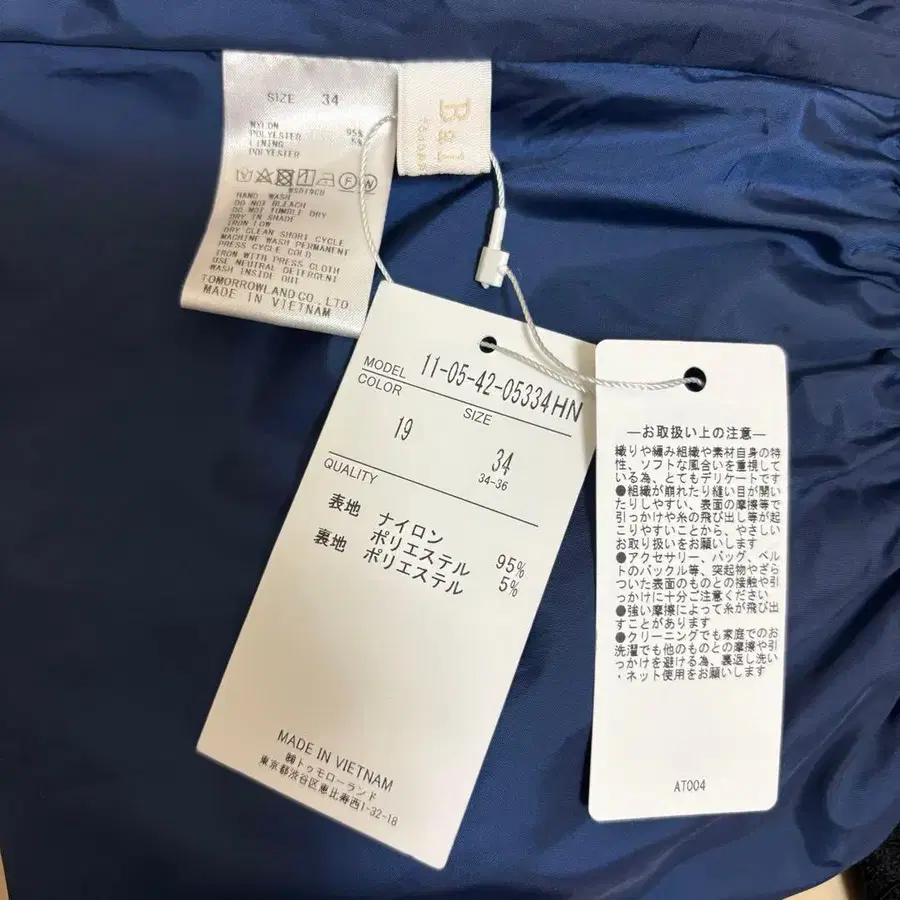 SIZE 34
NYLON 95%
POLYESTER 5%
LINING
POLYESTER
HAND WASH
DO NOT BLEACH
DO NOT TUMBLE DRY
DRY IN SHADE
IRON LOW
DRY CLEAN SHORT CYCLE
MACHINE WASH PERMANENT
PRESS CYCLE COLD
IRON WITH PRESS CLOTH
USE NEUTRAL DETERGENT
WASH INSIDE OUT
TOMORROWLAND CO., LTD
MADE IN VIETNAM
MODEL 11-05-42-05334HN
COLOR SIZE
19 34
34-36
QUALITY
表地 ナイロン 95%
ポリエステル 5%
裏地 ポリエステル
MADE IN VIETNAM
㈱トゥモローランド
東京都渋谷区恵比寿西1-32-18
―お取扱い上の注意―
織りや編み組織や素材自身の特
性、ソフトな風合いを重視して
いる為、とてもデリケートです
●組織が崩れたり縫い目が開い
たりしやすい、表面の摩擦等で
引っかけや糸の飛び出し等が起
こりやすいことから、やさしい
お取り扱いをお願いします
●アクセサリー、バッグ、ベル
トのバックル等、突起物やざら
ついた表面のものとの接触や引
っかけに十分ご注意ください
●強い摩擦によって糸が飛び出
すことがあります
●クリーニングでも家庭でのお
洗濯でも他のものとの摩擦や引
っかけを避ける為、裏返し洗い
・ネット使用をお願いします
AT004